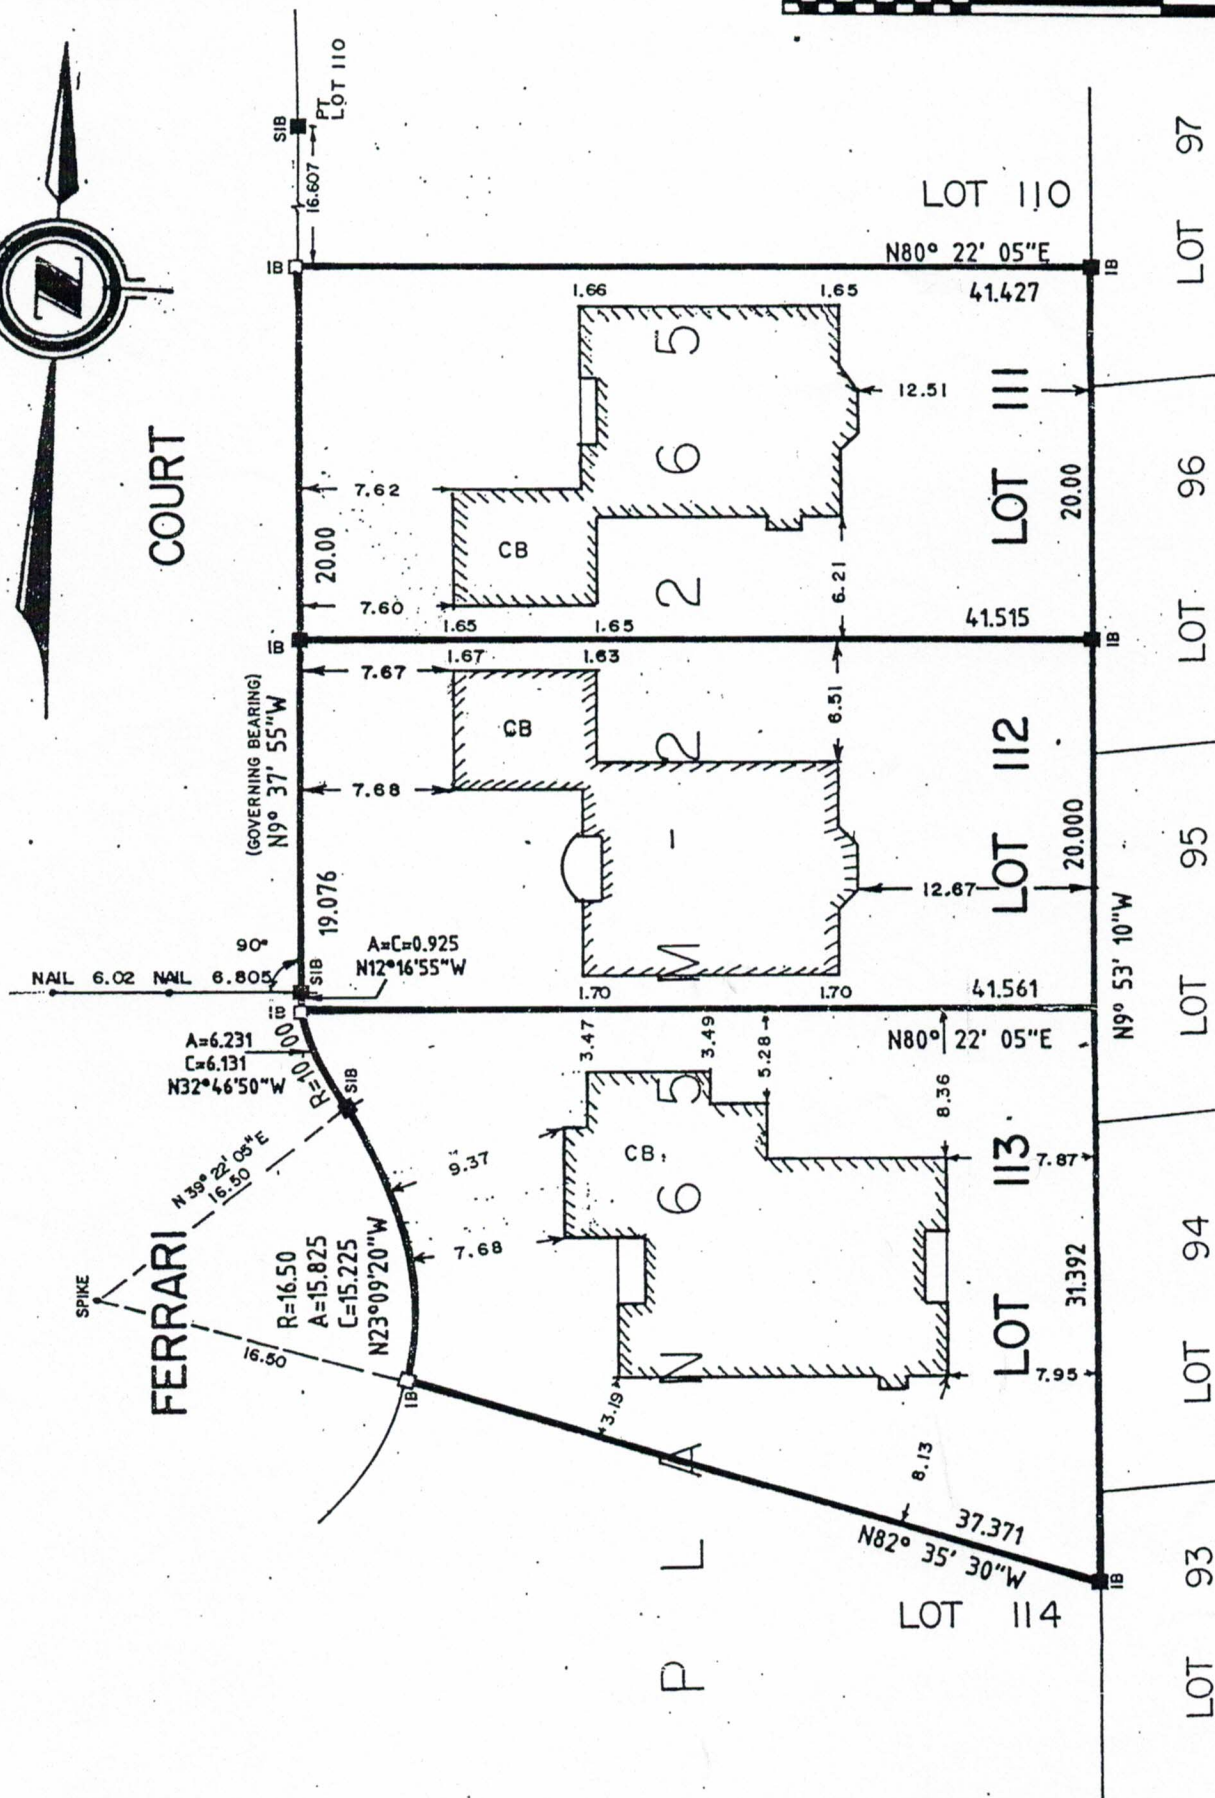 SIB
PT
LOT 110
16.607
IB
LOT 110
N80° 22' 05"E
IB
LOT 97
41.427
1.66
1.65
COURT
LOT 111
12.51
7.62
20.00
CB
7.60
6.21
20.00
LOT 96
1.65
1.65
41.515
IB
IB
1.67
1.63
7.67
(GOVERNING BEARING)
N9° 37' 55"W
CB
6.51
7.68
LOT 112
20.000
12.67
LOT 95
19.076
90°
A=C=0.925
N12°16'55"W
NAIL 6.02 NAIL 6.805
SIB
IB
1.70
1.70
41.561
N9° 53' 10"W
A=6.231
C=6.131
N32°46'50"W
R=10.00
SIB
3.47
3.49
5.28
N80° 22' 05"E
8.36
N 39° 22' 05"E
16.50
9.37
CB
LOT 113
7.87
7.68
SPIKE
FERRARI
R=16.50
A=15.825
C=15.225
N23°09'20"W
16.50
IB
31.392
LOT 94
7.95
3.19
8.13
37.371
N82° 35' 30"W
IB
LOT 114
LOT 93
PLAN 65M-2265